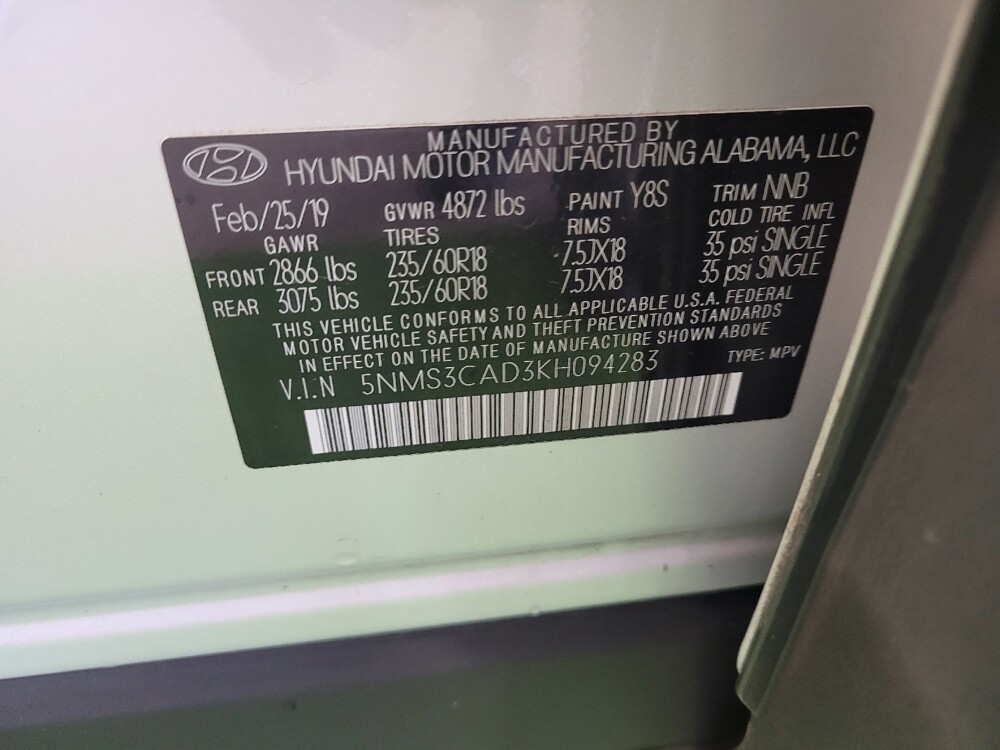 MANUFACTURED BY
HYUNDAI MOTOR MANUFACTURING ALABAMA, LLC
Feb/25/19 GVWR 4872 lbs PAINT Y8S TRIM NNB
GAWR TIRES RIMS COLD TIRE INFL
FRONT 2866 lbs 235/60R18 7.5JX18 35 psi SINGLE
REAR 3075 lbs 235/60R18 7.5JX18 35 psi SINGLE
THIS VEHICLE CONFORMS TO ALL APPLICABLE U.S.A. FEDERAL
MOTOR VEHICLE SAFETY AND THEFT PREVENTION STANDARDS
IN EFFECT ON THE DATE OF MANUFACTURE SHOWN ABOVE
V.I.N 5NMS3CAD3KH094283 TYPE: MPV